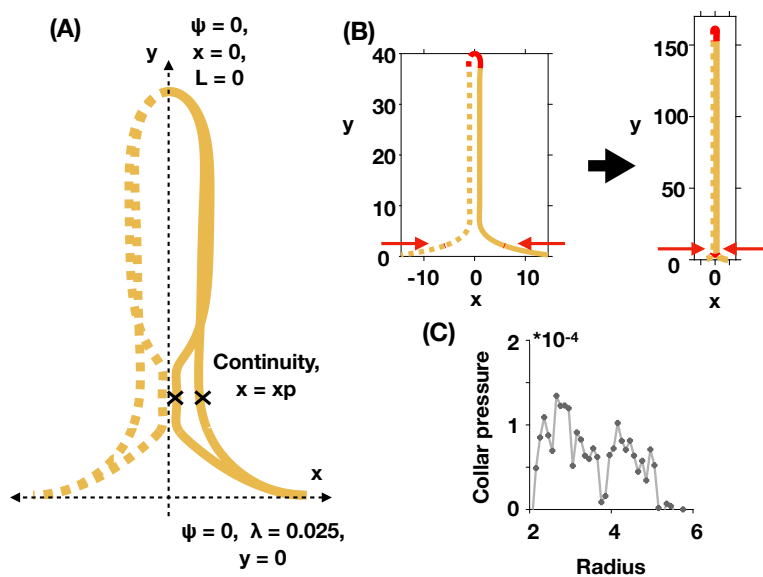 (A)
ψ = 0,
x = 0,
L = 0
y
Continuity,
x = xp
x
ψ = 0, λ = 0.025,
y = 0
(B)
40
30
20
10
0
y
-10 0 10
x
150
100
50
0
y
0
x
(C)
*10-4
2
1
0
Collar pressure
2 4 6
Radius